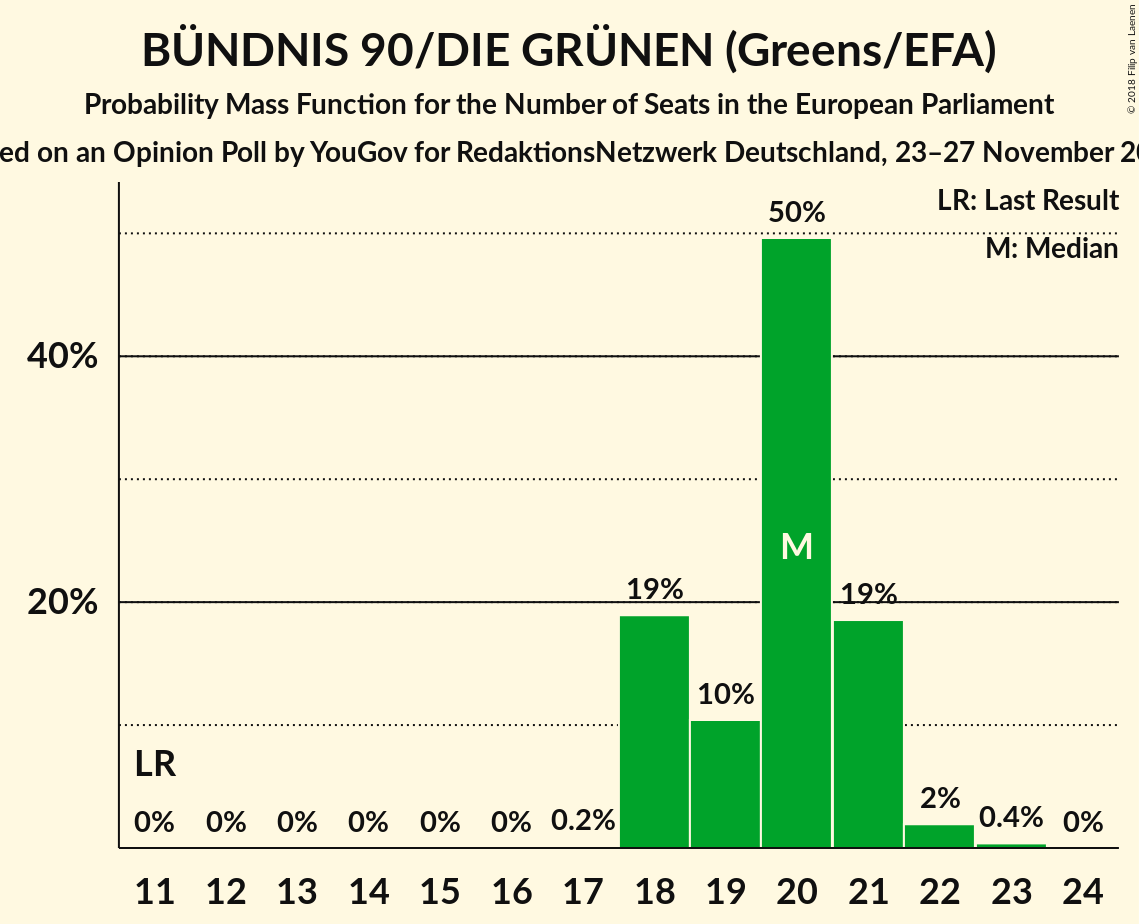 BÜNDNIS 90/DIE GRÜNEN (Greens/EFA)
Probability Mass Function for the Number of Seats in the European Parliament
ed on an Opinion Poll by YouGov for RedaktionsNetzwerk Deutschland, 23–27 November 20
© 2018 Filip van Laenen
LR: Last Result
M: Median
50%
40%
M
19%
19%
20%
10%
LR
2%
0% 0% 0% 0% 0% 0% 0.2% 0.4% 0%
11 12 13 14 15 16 17 18 19 20 21 22 23 24